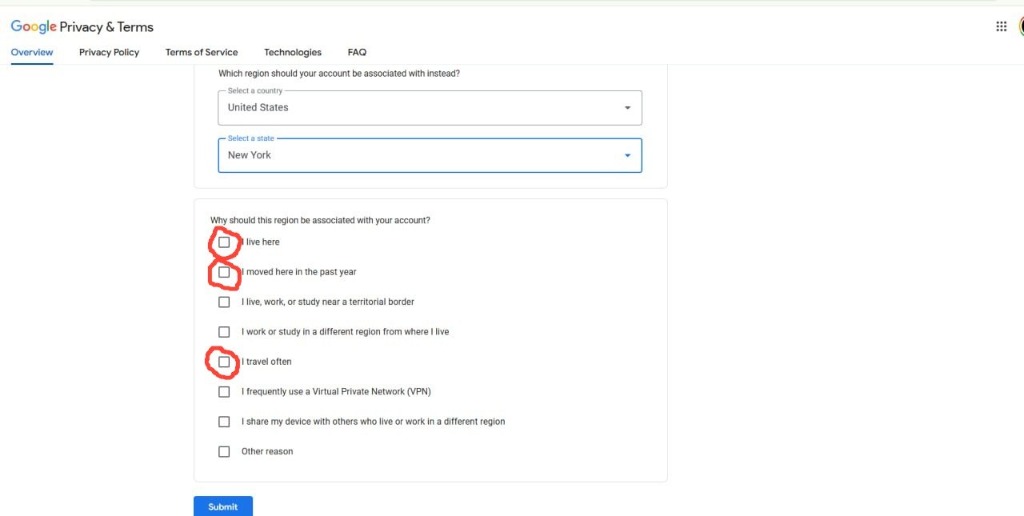 Google Privacy & Terms
Overview Privacy Policy Terms of Service Technologies FAQ
Which region should your account be associated with instead?
Select a country
United States
Select a state
New York
Why should this region be associated with your account?
I live here
I moved here in the past year
I live, work, or study near a territorial border
I work or study in a different region from where I live
I travel often
I frequently use a Virtual Private Network (VPN)
I share my device with others who live or work in a different region
Other reason
Submit